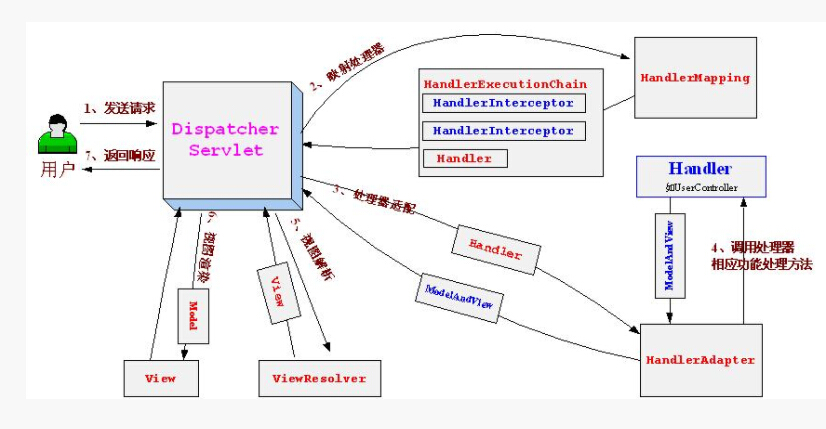 2、映射处理器
HandlerExecutionChain
HandlerInterceptor
HandlerInterceptor
Handler
HandlerMapping
1、发送请求
Dispatcher
Servlet
7、返回响应
用户
Handler
如UserController
3、处理器适配
Handler
ModelAndView
ModelAndView
4、调用处理器
相应功能处理方法
6、视图渲染
5、视图解析
View
Model
View
ViewResolver
HandlerAdapter